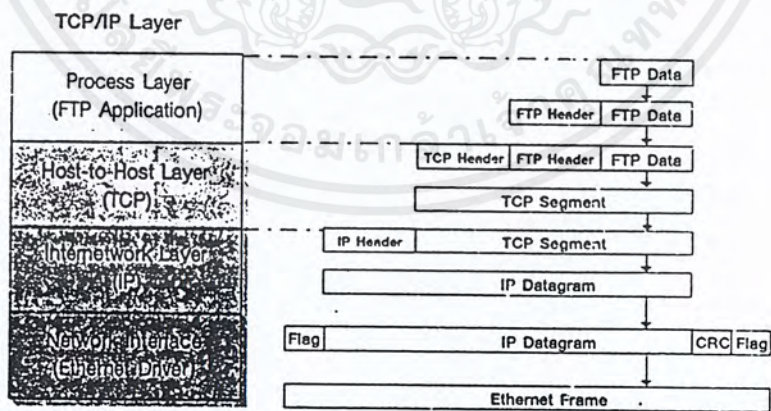 TCP/IP Layer
Process Layer
(FTP Application)
Host-to-Host Layer
(TCP)
Internetwork Layer
(IP)
Network Interface
(Ethernet Driver)
FTP Data
FTP Header FTP Data
TCP Header FTP Header FTP Data
TCP Segment
IP Header TCP Segment
IP Datagram
Flag IP Datagram CRC Flag
Ethernet Frame